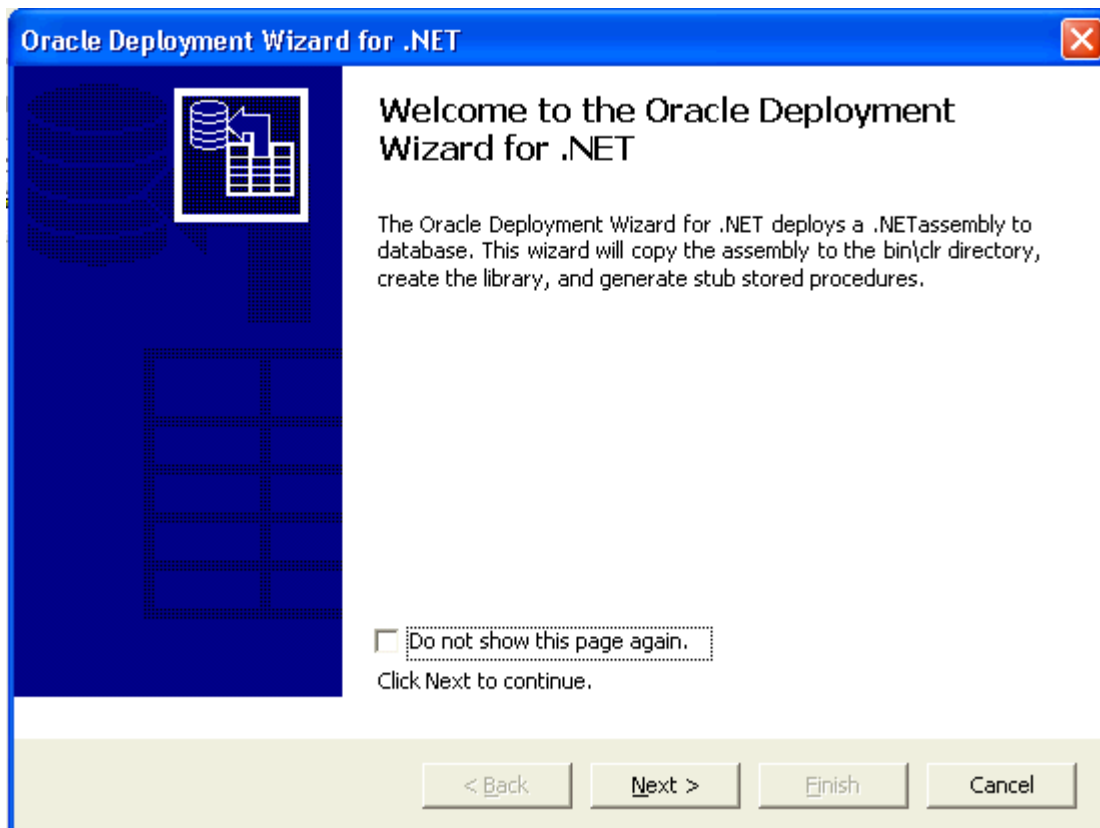 Oracle Deployment Wizard for .NET
Welcome to the Oracle Deployment
Wizard for .NET
The Oracle Deployment Wizard for .NET deploys a .NETassembly to
database. This wizard will copy the assembly to the bin\clr directory,
create the library, and generate stub stored procedures.
Do not show this page again.
Click Next to continue.
< Back
Next >
Finish
Cancel